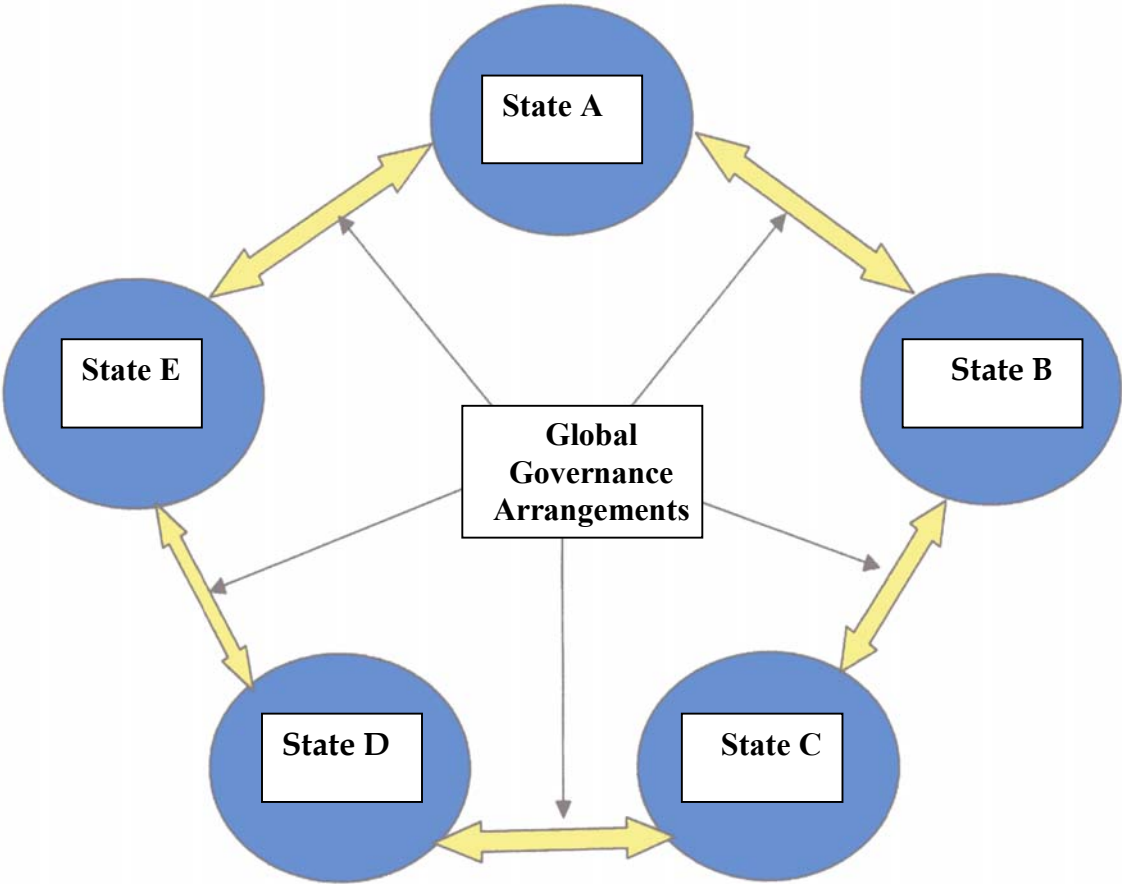 State A
State E
State B
Global
Governance
Arrangements
State D
State C